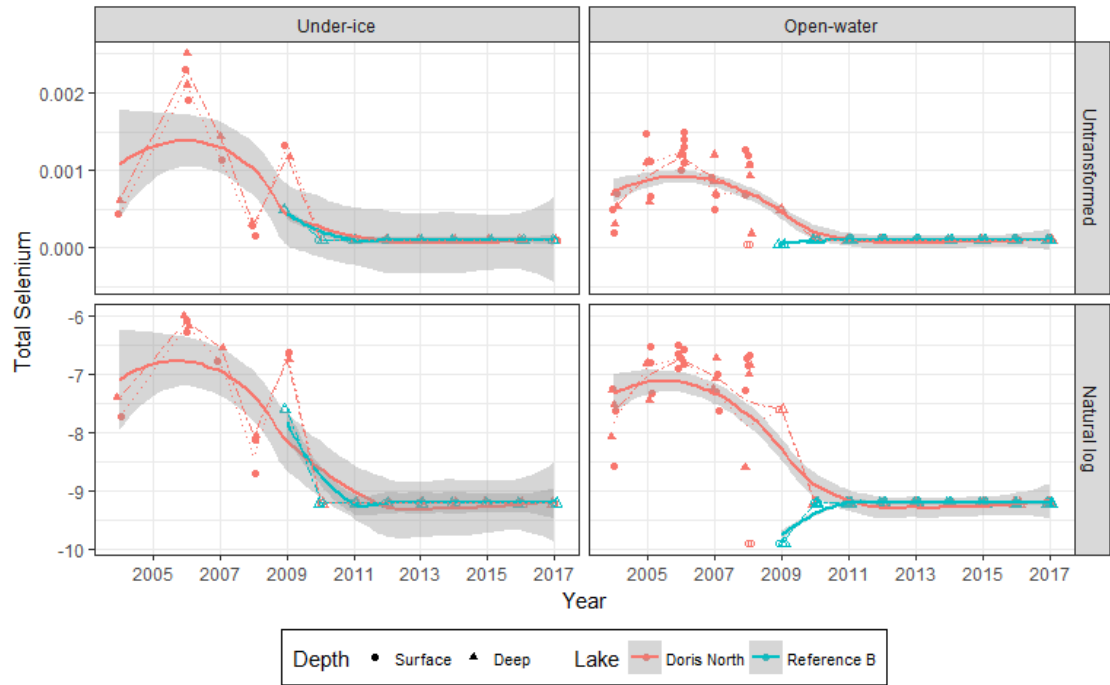 Under-ice Open-water
Total Selenium
0.002
0.001
0.000
Untransformed
-6
-7
-8
-9
-10
Natural log
2005 2007 2009 2011 2013 2015 2017 2005 2007 2009 2011 2013 2015 2017
Year
Depth Surface Deep Lake Doris North Reference B